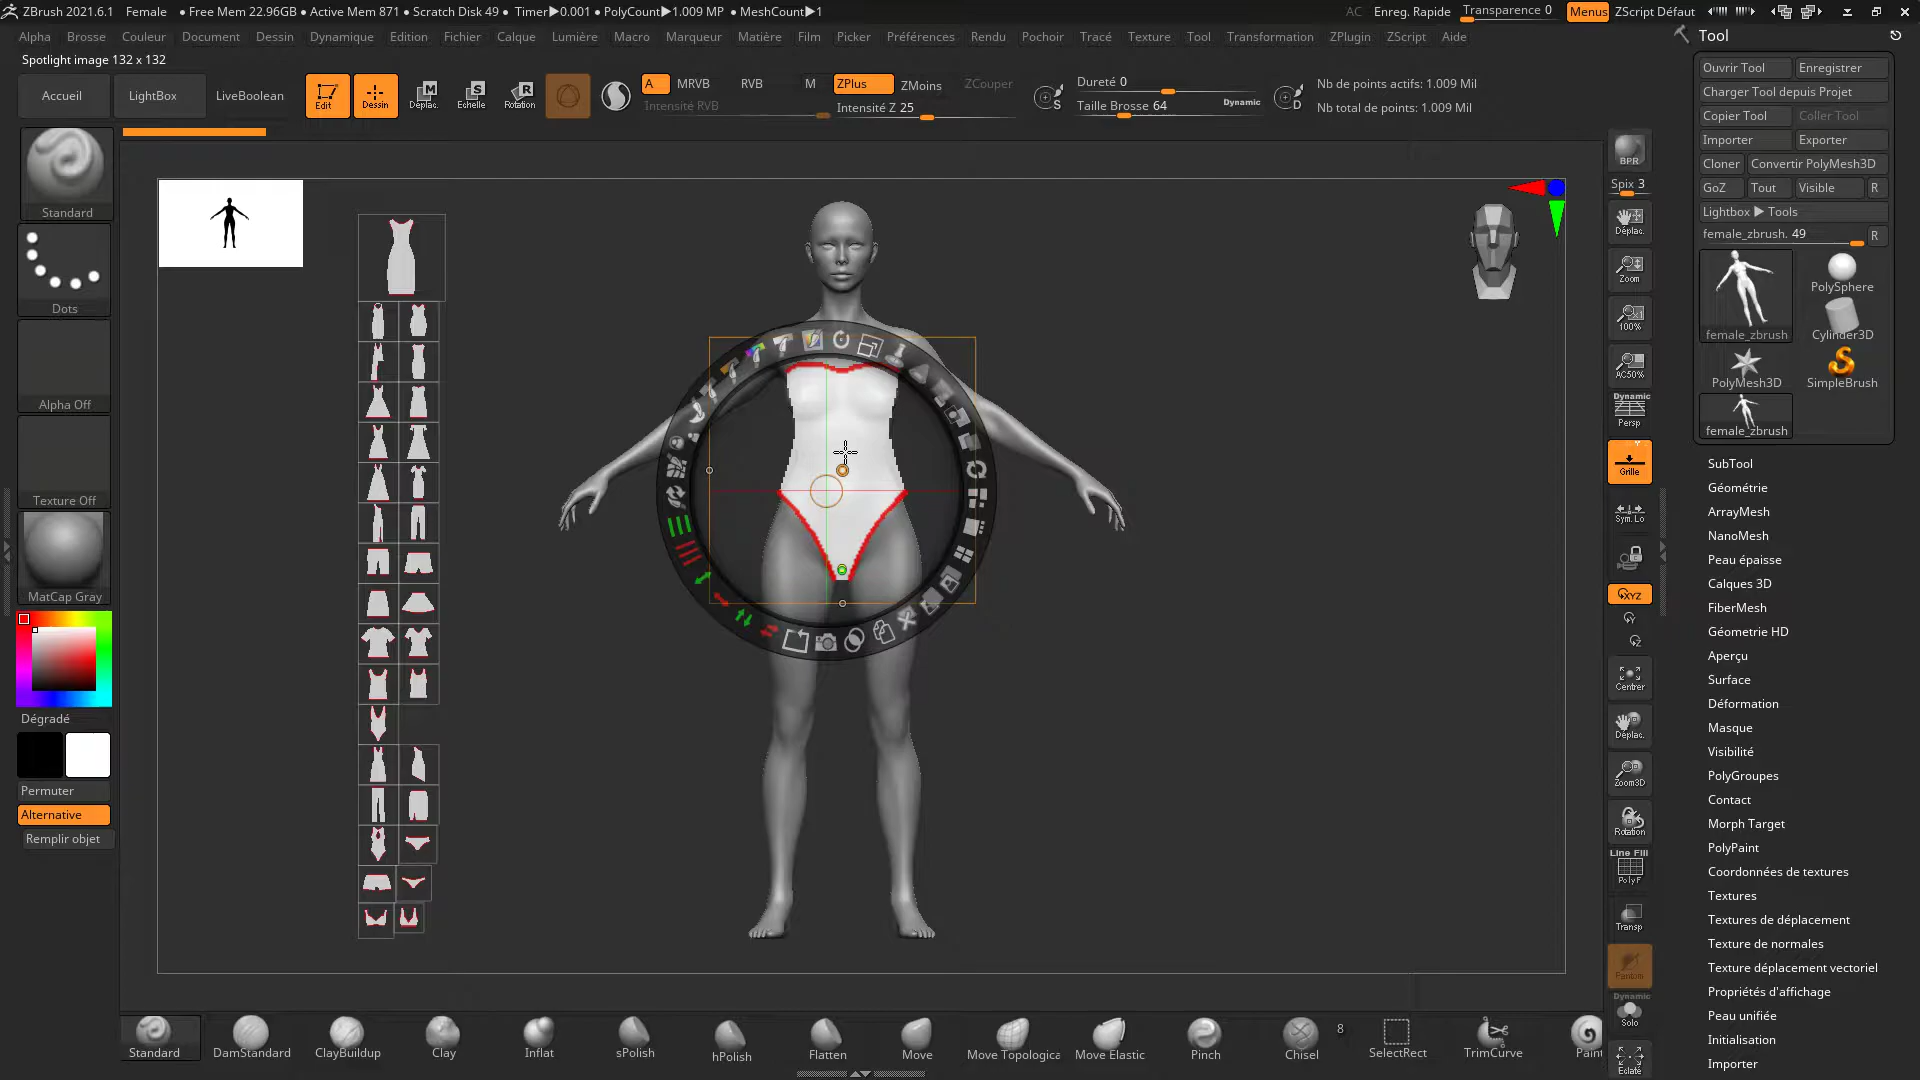 ZBrush 2021.6.1 Female • Free Mem 22.96GB • Active Mem 871 • Scratch Disk 49 • Timer▶0.001 • PolyCount▶1.009 MP • MeshCount▶1 AC Enreg. Rapide Transparence 0 Menus ZScript Défaut
Alpha Brosse Couleur Document Dessin Dynamique Edition Fichier Calque Lumière Macro Marqueur Matière Film Picker Préférences Rendu Pochoir Tracé Texture Tool Transformation ZPlugin ZScript Aide
Spotlight image 132 x 132
Accueil LightBox LiveBoolean Edit Dessin Déplac. Echelle Rotation
M S R
A MRVB RVB M ZPlus ZMoins ZCouper
Intensité RVB Intensité Z 25
S Dureté 0
Taille Brosse 64 Dynamic D
Nb de points actifs: 1.009 Mil
Nb total de points: 1.009 Mil
Standard
Dots
Alpha Off
Texture Off
MatCap Gray
Dégradé
Permuter
Alternative
Remplir objet
BPR
Spix 3
Déplac.
Zoom
100%
AC50%
Dynamic
Persp
Grille
Sym. Lo
XYZ
Centrer
Déplac.
Zoom3D
Rotation
Line Fill
PolyF
Transp
Fantom
Dynamic
Solo
Eclaté
Tool
Ouvrir Tool Enregistrer
Charger Tool depuis Projet
Copier Tool Coller Tool
Importer Exporter
Cloner Convertir PolyMesh3D
GoZ Tout Visible R
Lightbox ▶ Tools
female_zbrush. 49 R
female_zbrush
PolySphere
Cylinder3D
PolyMesh3D
SimpleBrush
female_zbrush
SubTool
Géométrie
ArrayMesh
NanoMesh
Peau épaisse
Calques 3D
FiberMesh
Géometrie HD
Aperçu
Surface
Déformation
Masque
Visibilité
PolyGroupes
Contact
Morph Target
PolyPaint
Coordonnées de textures
Textures
Textures de déplacement
Texture de normales
Texture déplacement vectoriel
Propriétés d'affichage
Peau unifiée
Initialisation
Importer
Standard DamStandard ClayBuildup Clay Inflat sPolish hPolish Flatten Move Move Topologica Move Elastic Pinch Chisel 8 SelectRect TrimCurve Paint